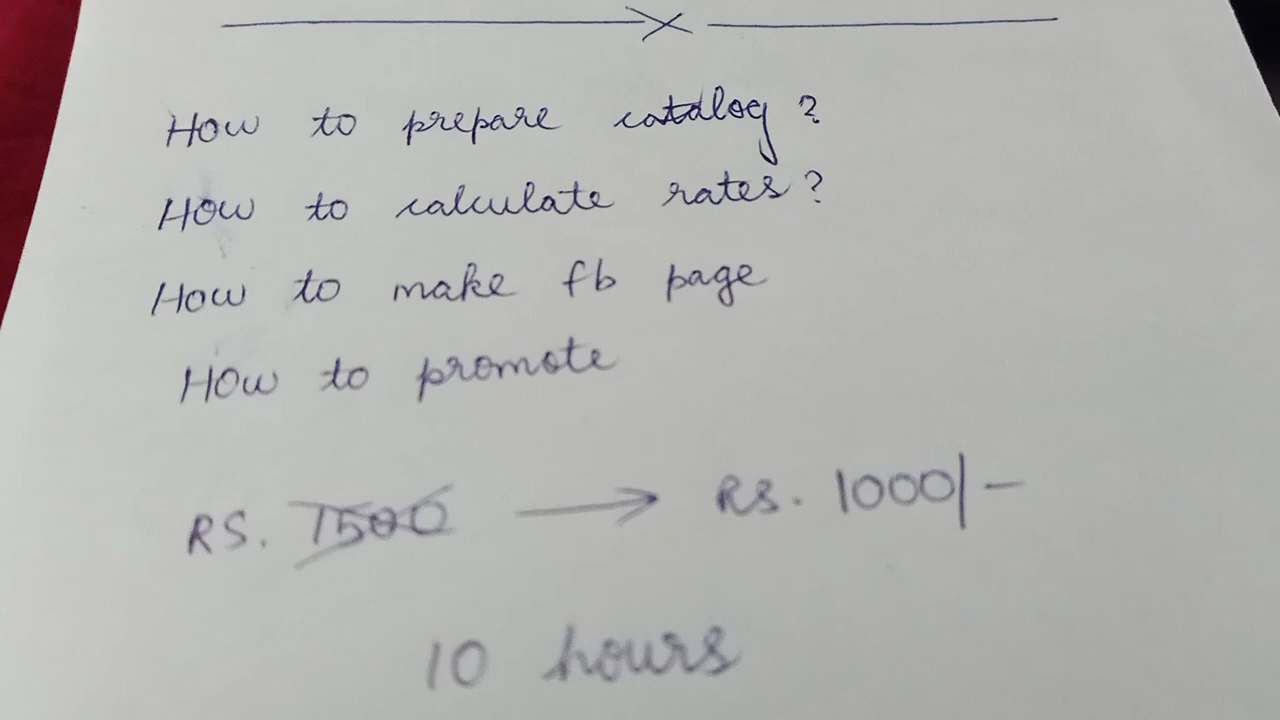 How to prepare catalog ?
How to calculate rates ?
How to make fb page
How to promote
RS. 1500 → RS. 1000/-
10 hours